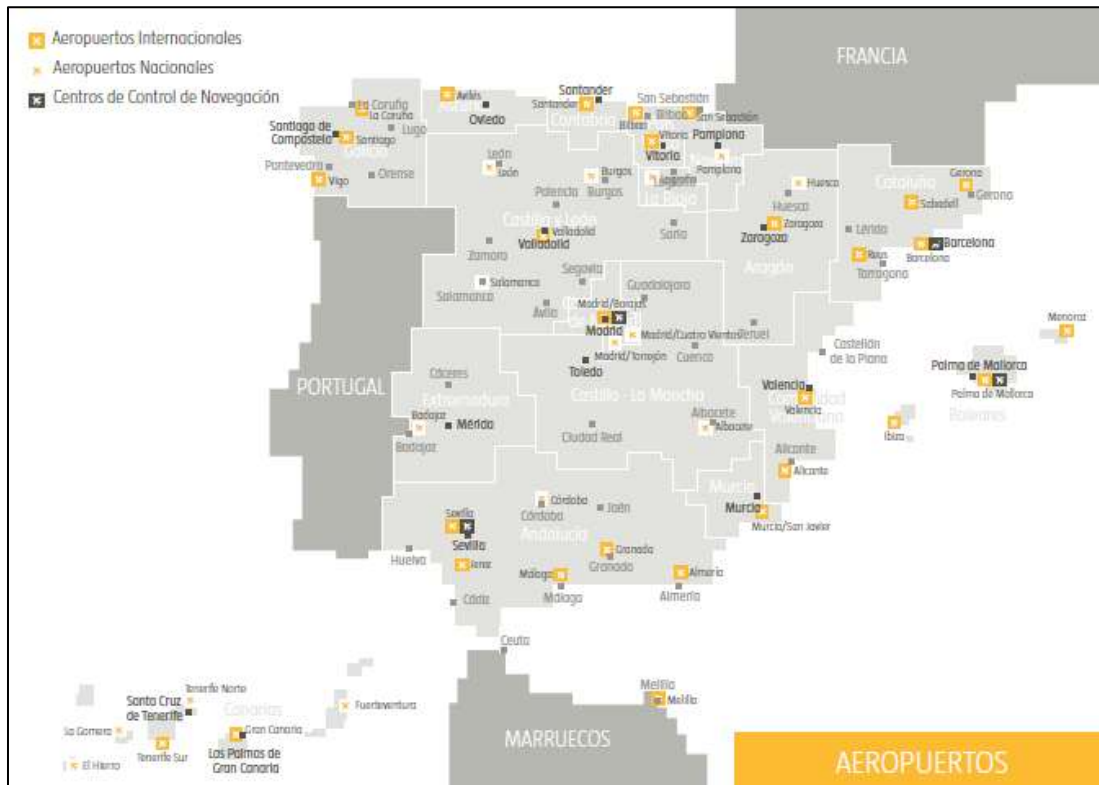 Aeropuertos Internacionales
Aeropuertos Nacionales
Centros de Control de Navegación
FRANCIA
Avilés
Santander
Santander
San Sebastián
La Coruña
La Coruña
Oviedo
Cantabria
Bilbao
Bilbao
San Sebastián
Santiago de
Compostela
Santiago
Lugo
Vitoria
Vitoria
Pamplona
Pamplona
Pontevedra
Vigo
Orense
León
León
Burgos
Burgos
Logroño
La Rioja
Huesca
Huesca
Cataluña
Gerona
Gerona
Sabadell
Palencia
Castilla y León
Valladolid
Valladolid
Soria
Zaragoza
Zaragoza
Lérida
Barcelona
Barcelona
Zamora
Aragón
Reus
Tarragona
Segovia
Salamanca
Salamanca
Ávila
Guadalajara
Madrid/Barajas
Madrid
Madrid/Cuatro Vientos
Madrid/Torrejón
Teruel
Cuenca
Toledo
Castellón
de la Plana
Menorca
PORTUGAL
Cáceres
Extremadura
Castilla - La Mancha
Valencia
Valencia
Comunidad
Valenciana
Palma de Mallorca
Palma de Mallorca
Baleares
Badajoz
Badajoz
Mérida
Ciudad Real
Albacete
Albacete
Ibiza
Alicante
Alicante
Murcia
Murcia
Murcia/San Javier
Córdoba
Córdoba
Jaén
Sevilla
Sevilla
Andalucía
Granada
Granada
Huelva
Jerez
Málaga
Málaga
Almería
Almería
Cádiz
Ceuta
Melilla
Melilla
Tenerife Norte
Santa Cruz
de Tenerife
Canarias
Fuerteventura
La Gomera
Gran Canaria
Tenerife Sur
Las Palmas de
Gran Canaria
El Hierro
MARRUECOS
AEROPUERTOS